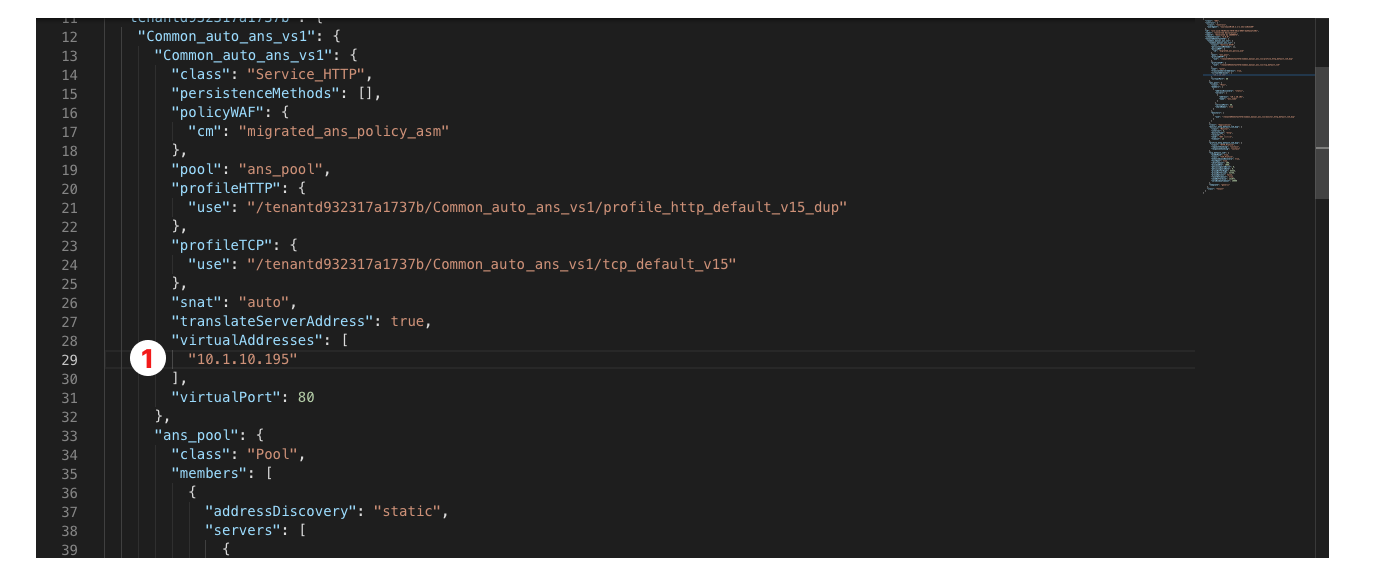 11 "tenantd932317a1737b": {
12 "Common_auto_ans_vs1": {
13 "Common_auto_ans_vs1": {
14 "class": "Service_HTTP",
15 "persistenceMethods": [],
16 "policyWAF": {
17 "cm": "migrated_ans_policy_asm"
18 },
19 "pool": "ans_pool",
20 "profileHTTP": {
21 "use": "/tenantd932317a1737b/Common_auto_ans_vs1/profile_http_default_v15_dup"
22 },
23 "profileTCP": {
24 "use": "/tenantd932317a1737b/Common_auto_ans_vs1/tcp_default_v15"
25 },
26 "snat": "auto",
27 "translateServerAddress": true,
28 "virtualAddresses": [
29 1 "10.1.10.195"
30 ],
31 "virtualPort": 80
32 },
33 "ans_pool": {
34 "class": "Pool",
35 "members": [
36 {
37 "addressDiscovery": "static",
38 "servers": [
39 {